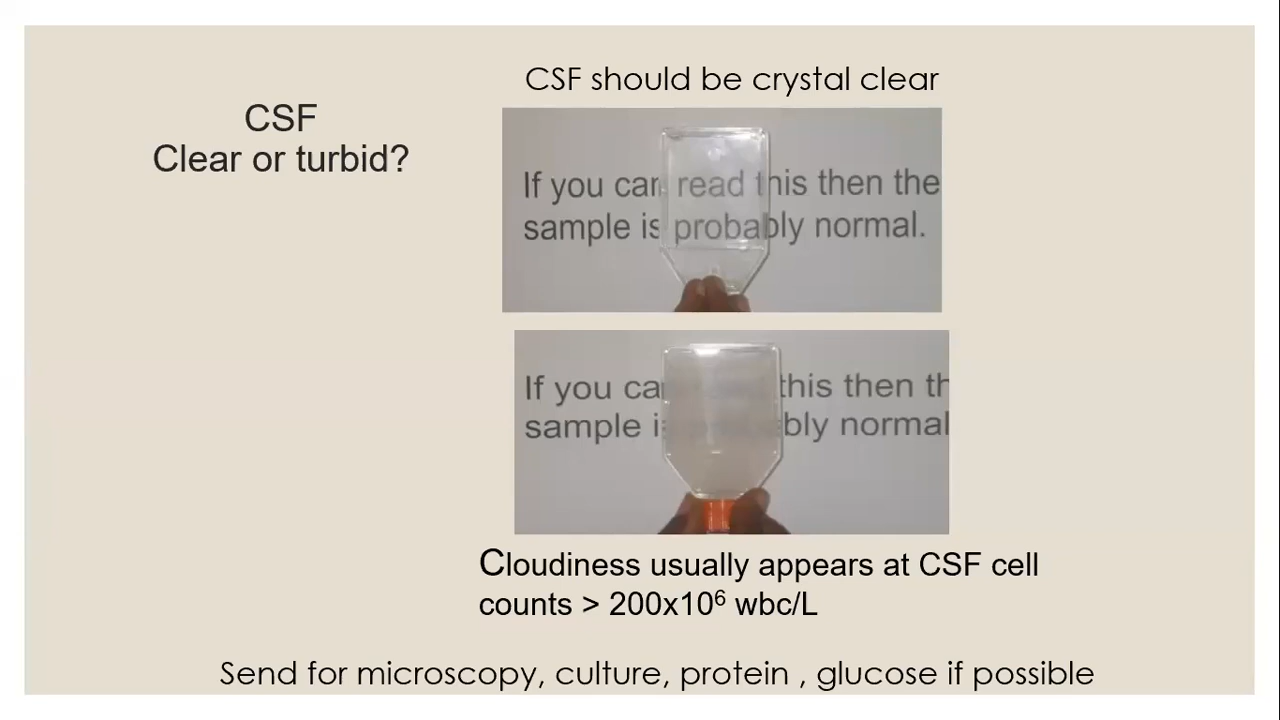 CSF
Clear or turbid?
CSF should be crystal clear
If you can read this then the
sample is probably normal.
If you ca this then th
sample i bly normal
Cloudiness usually appears at CSF cell
counts > 200x10⁶ wbc/L
Send for microscopy, culture, protein , glucose if possible